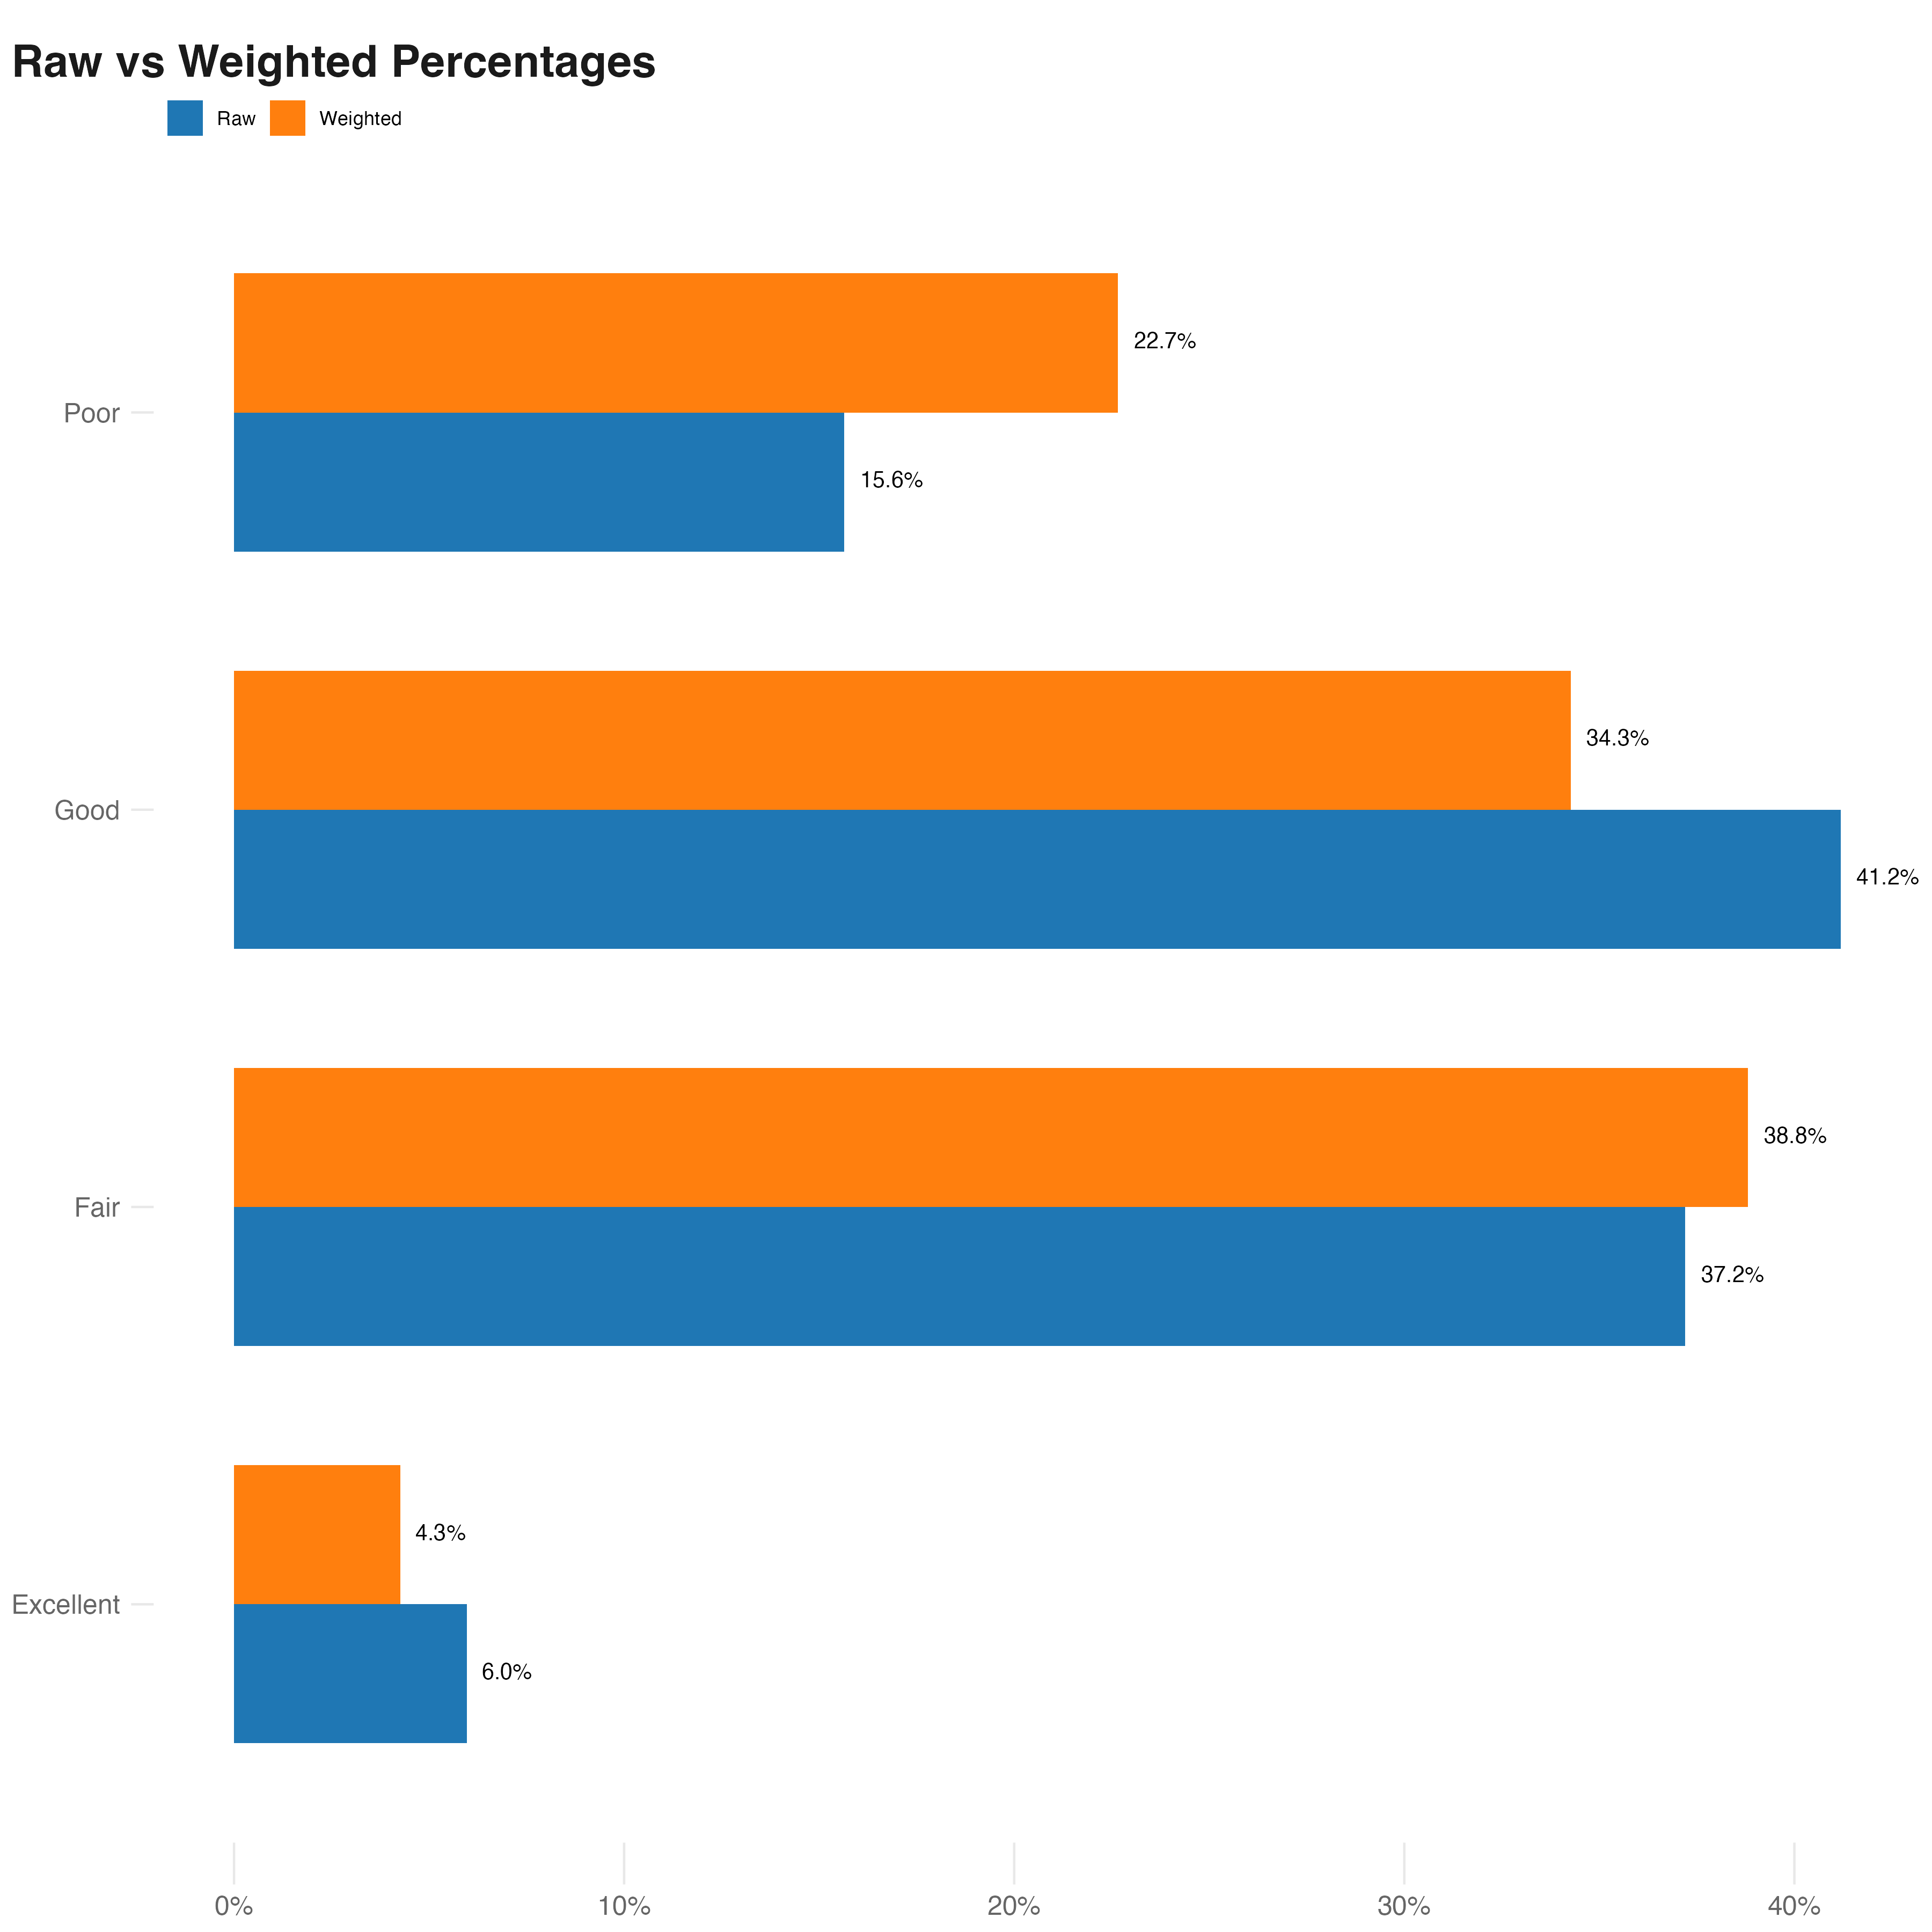 Raw vs Weighted Percentages
Raw Weighted
Poor
22.7%
15.6%
Good
34.3%
41.2%
Fair
38.8%
37.2%
Excellent
4.3%
6.0%
0% 10% 20% 30% 40%